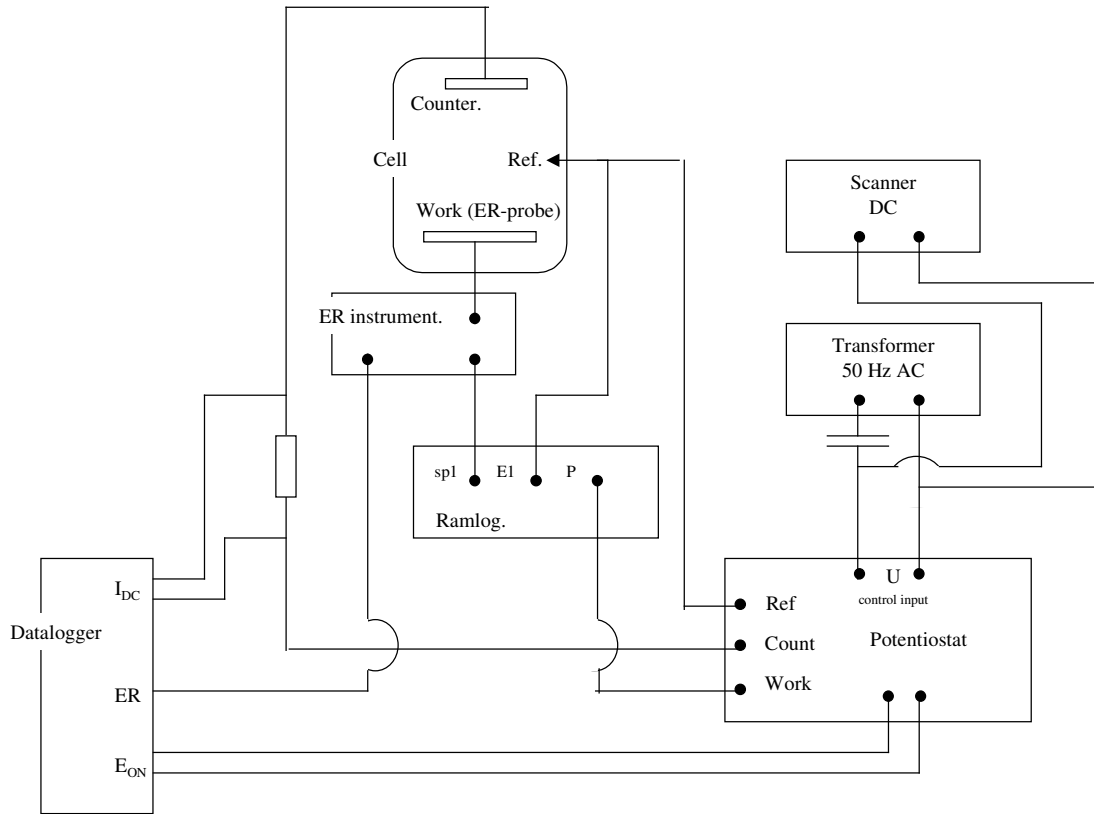 Counter.
Cell
Ref.
Work (ER-probe)
Scanner
DC
ER instrument.
Transformer
50 Hz AC
sp1 E1 P
Ramlog.
I_DC
Datalogger
ER
E_ON
U
control input
Ref
Count
Work
Potentiostat